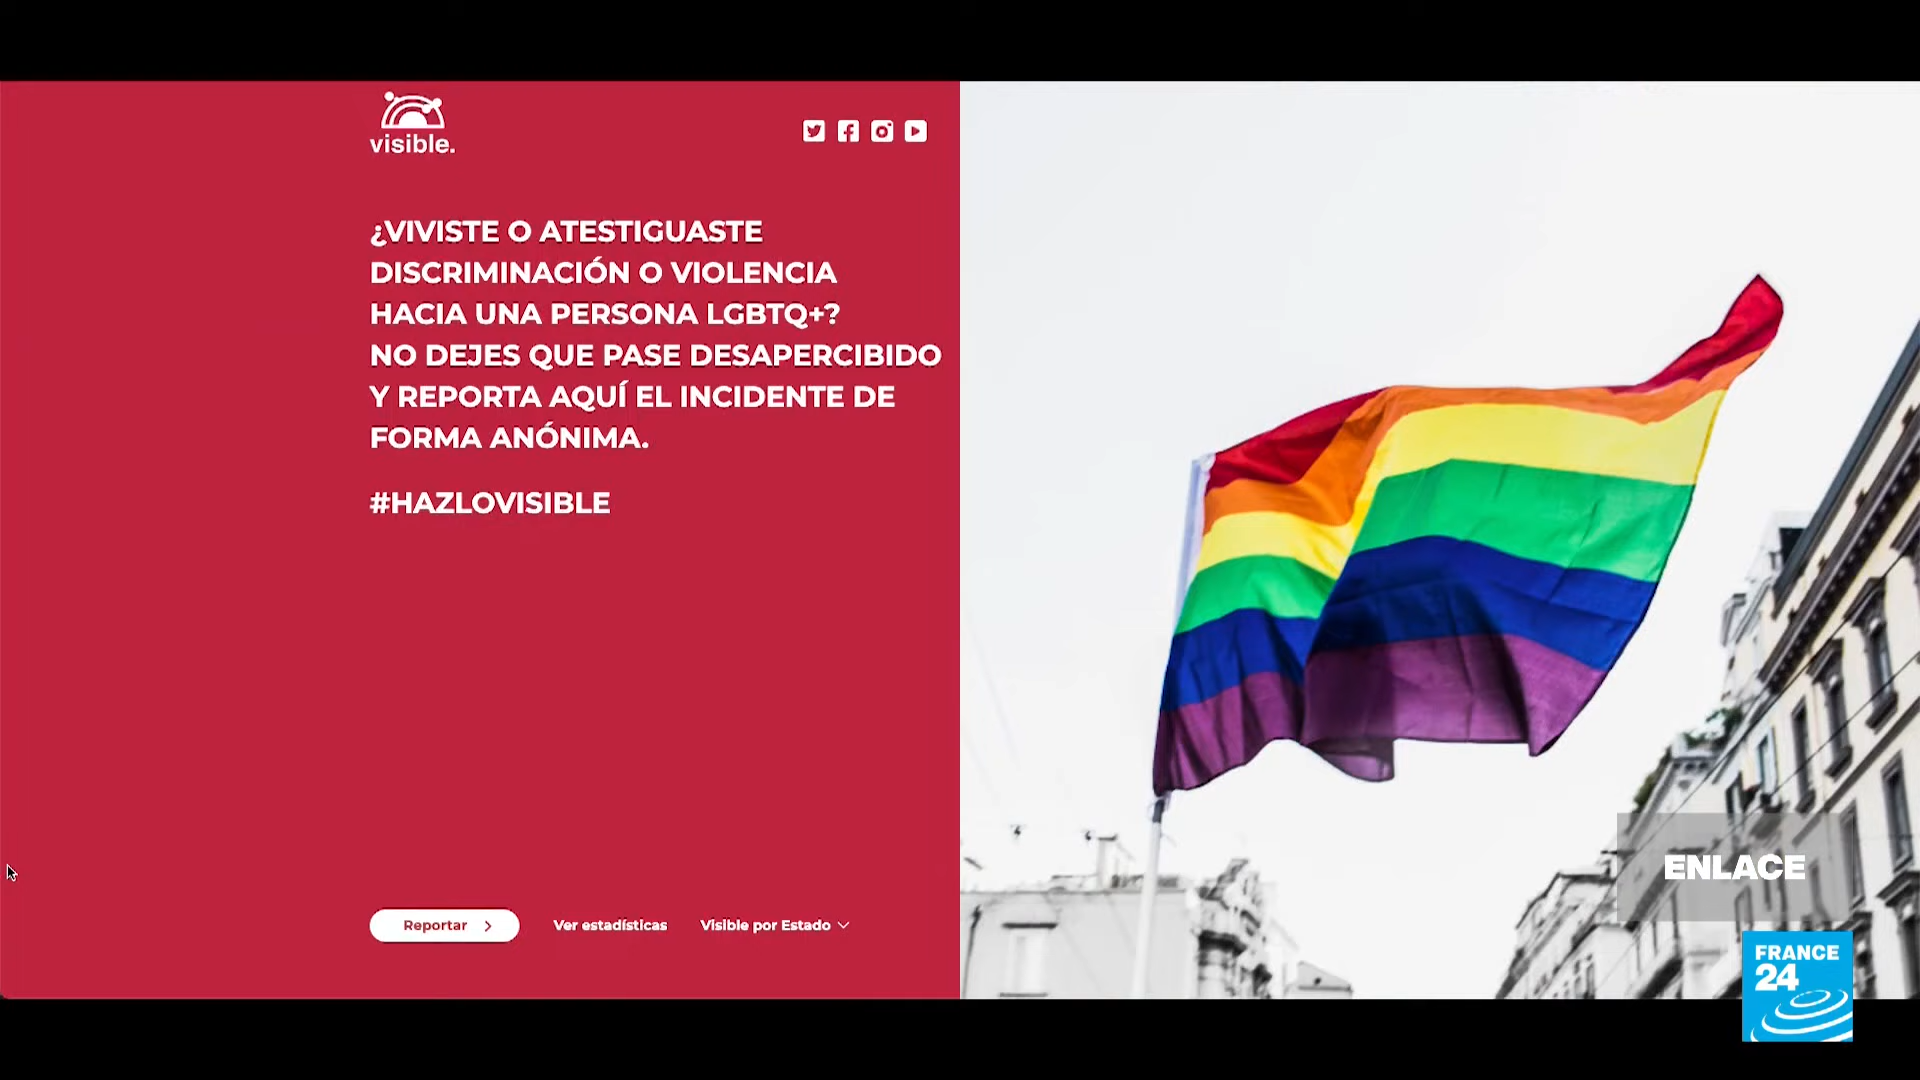 visible.
¿VIVISTE O ATESTIGUASTE
DISCRIMINACIÓN O VIOLENCIA
HACIA UNA PERSONA LGBTQ+?
NO DEJES QUE PASE DESAPERCIBIDO
Y REPORTA AQUÍ EL INCIDENTE DE
FORMA ANÓNIMA.
#HAZLOVISIBLE
Reportar
Ver estadísticas
Visible por Estado
ENLACE
FRANCE
24